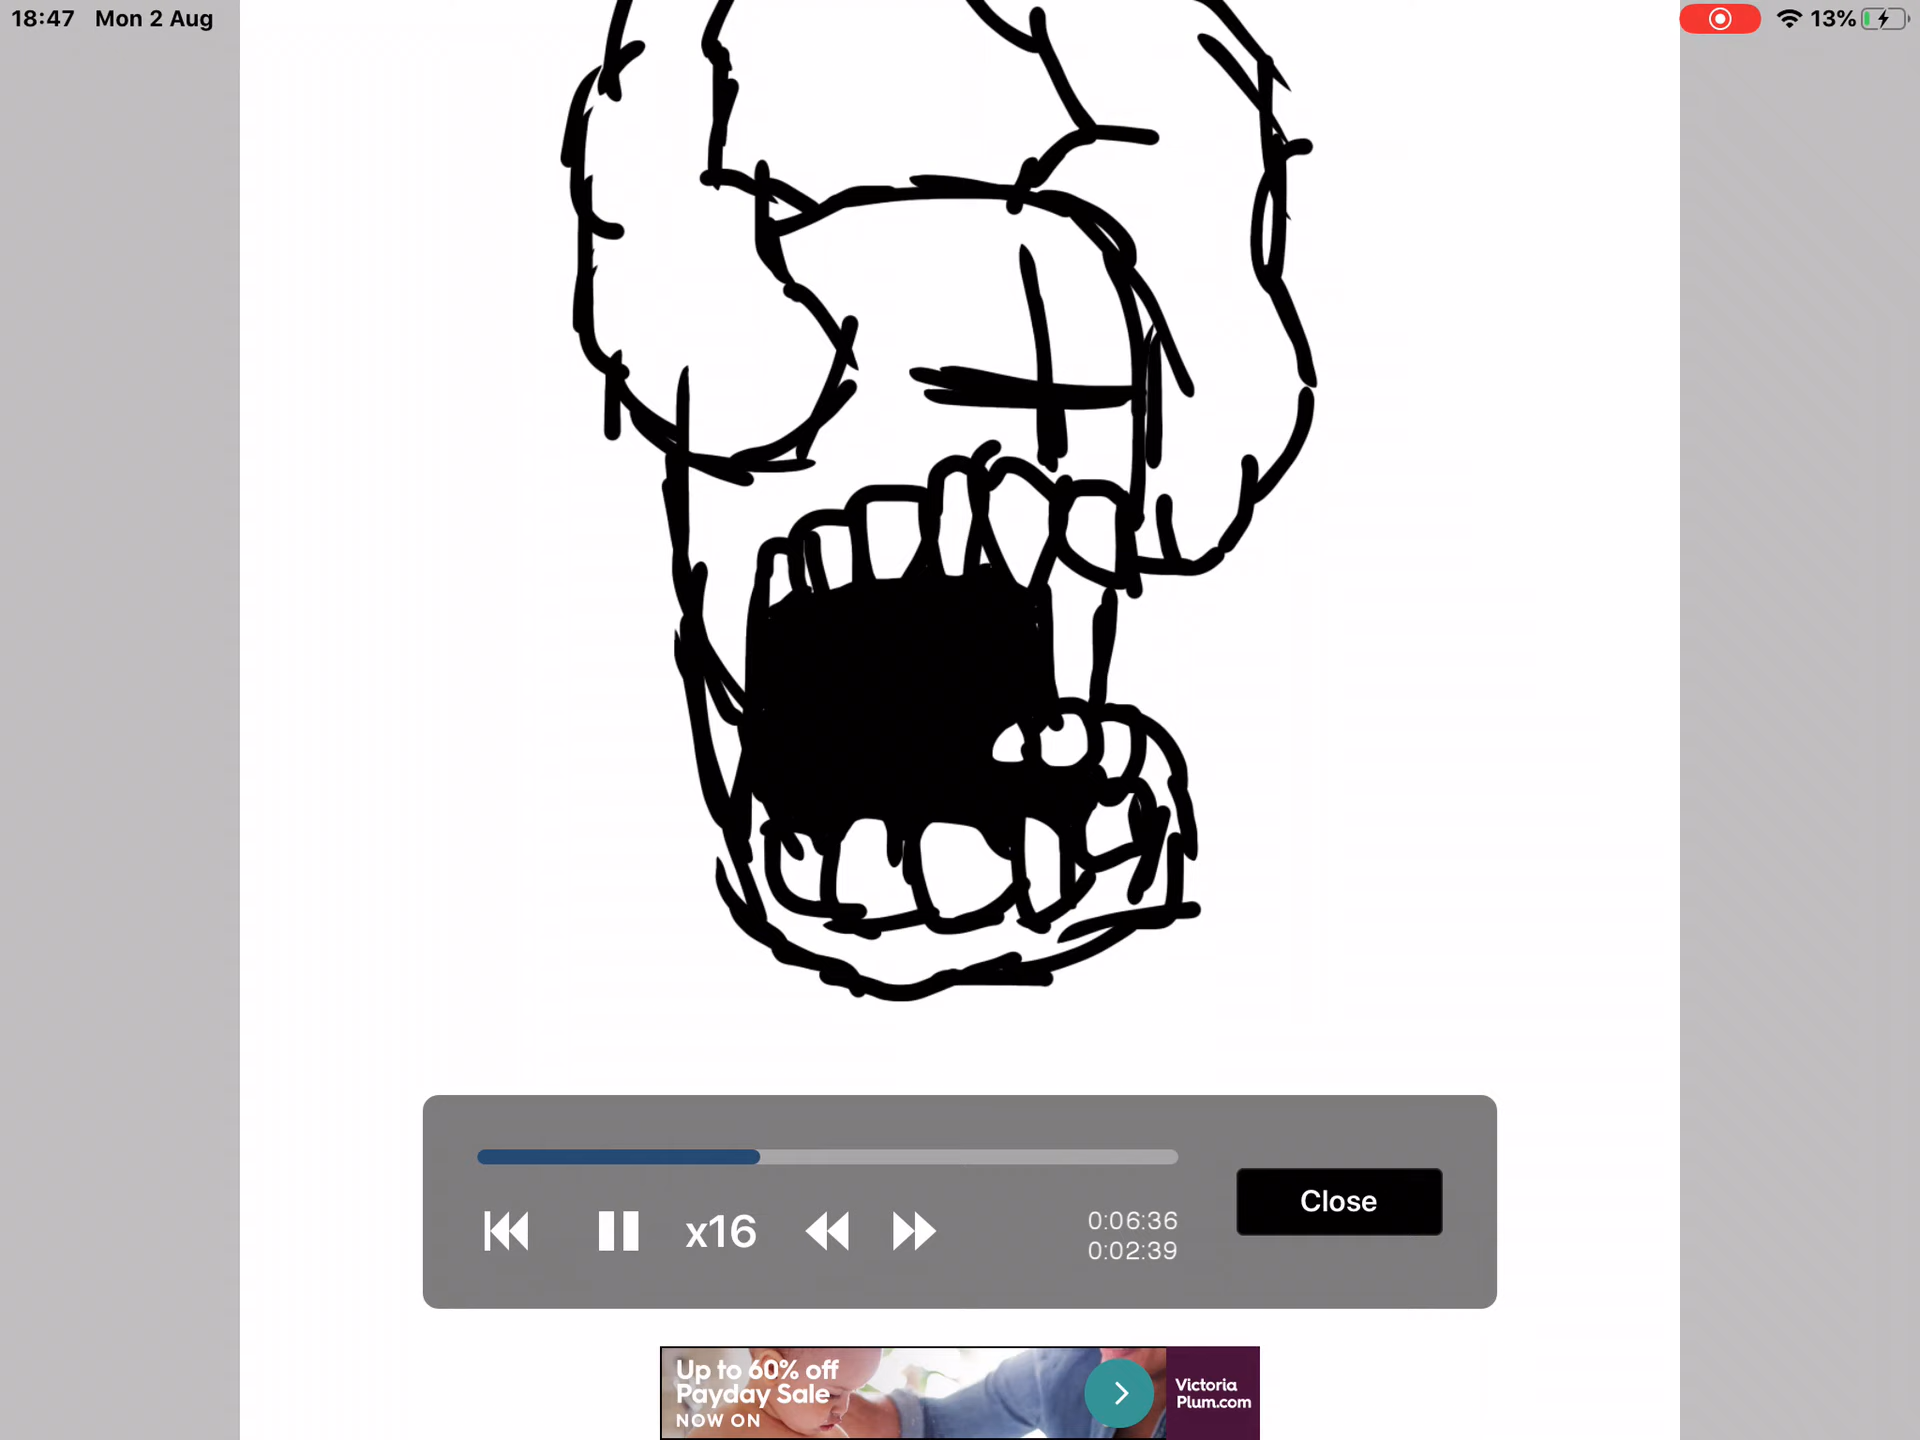 18:47 Mon 2 Aug
13%
x16
0:06:36
0:02:39
Close
Up to 60% off
Payday Sale
NOW ON
Victoria
Plum.com